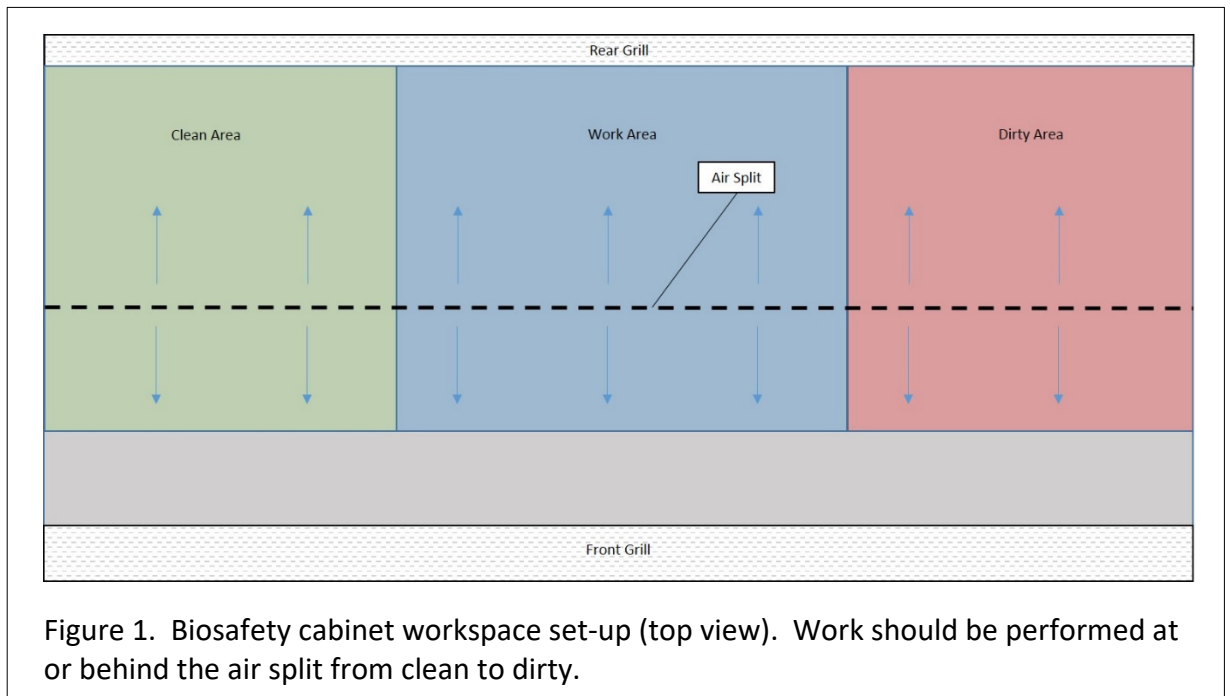 Rear Grill
Clean Area
Work Area
Dirty Area
Air Split
Front Grill
Figure 1.  Biosafety cabinet workspace set-up (top view).  Work should be performed at
or behind the air split from clean to dirty.